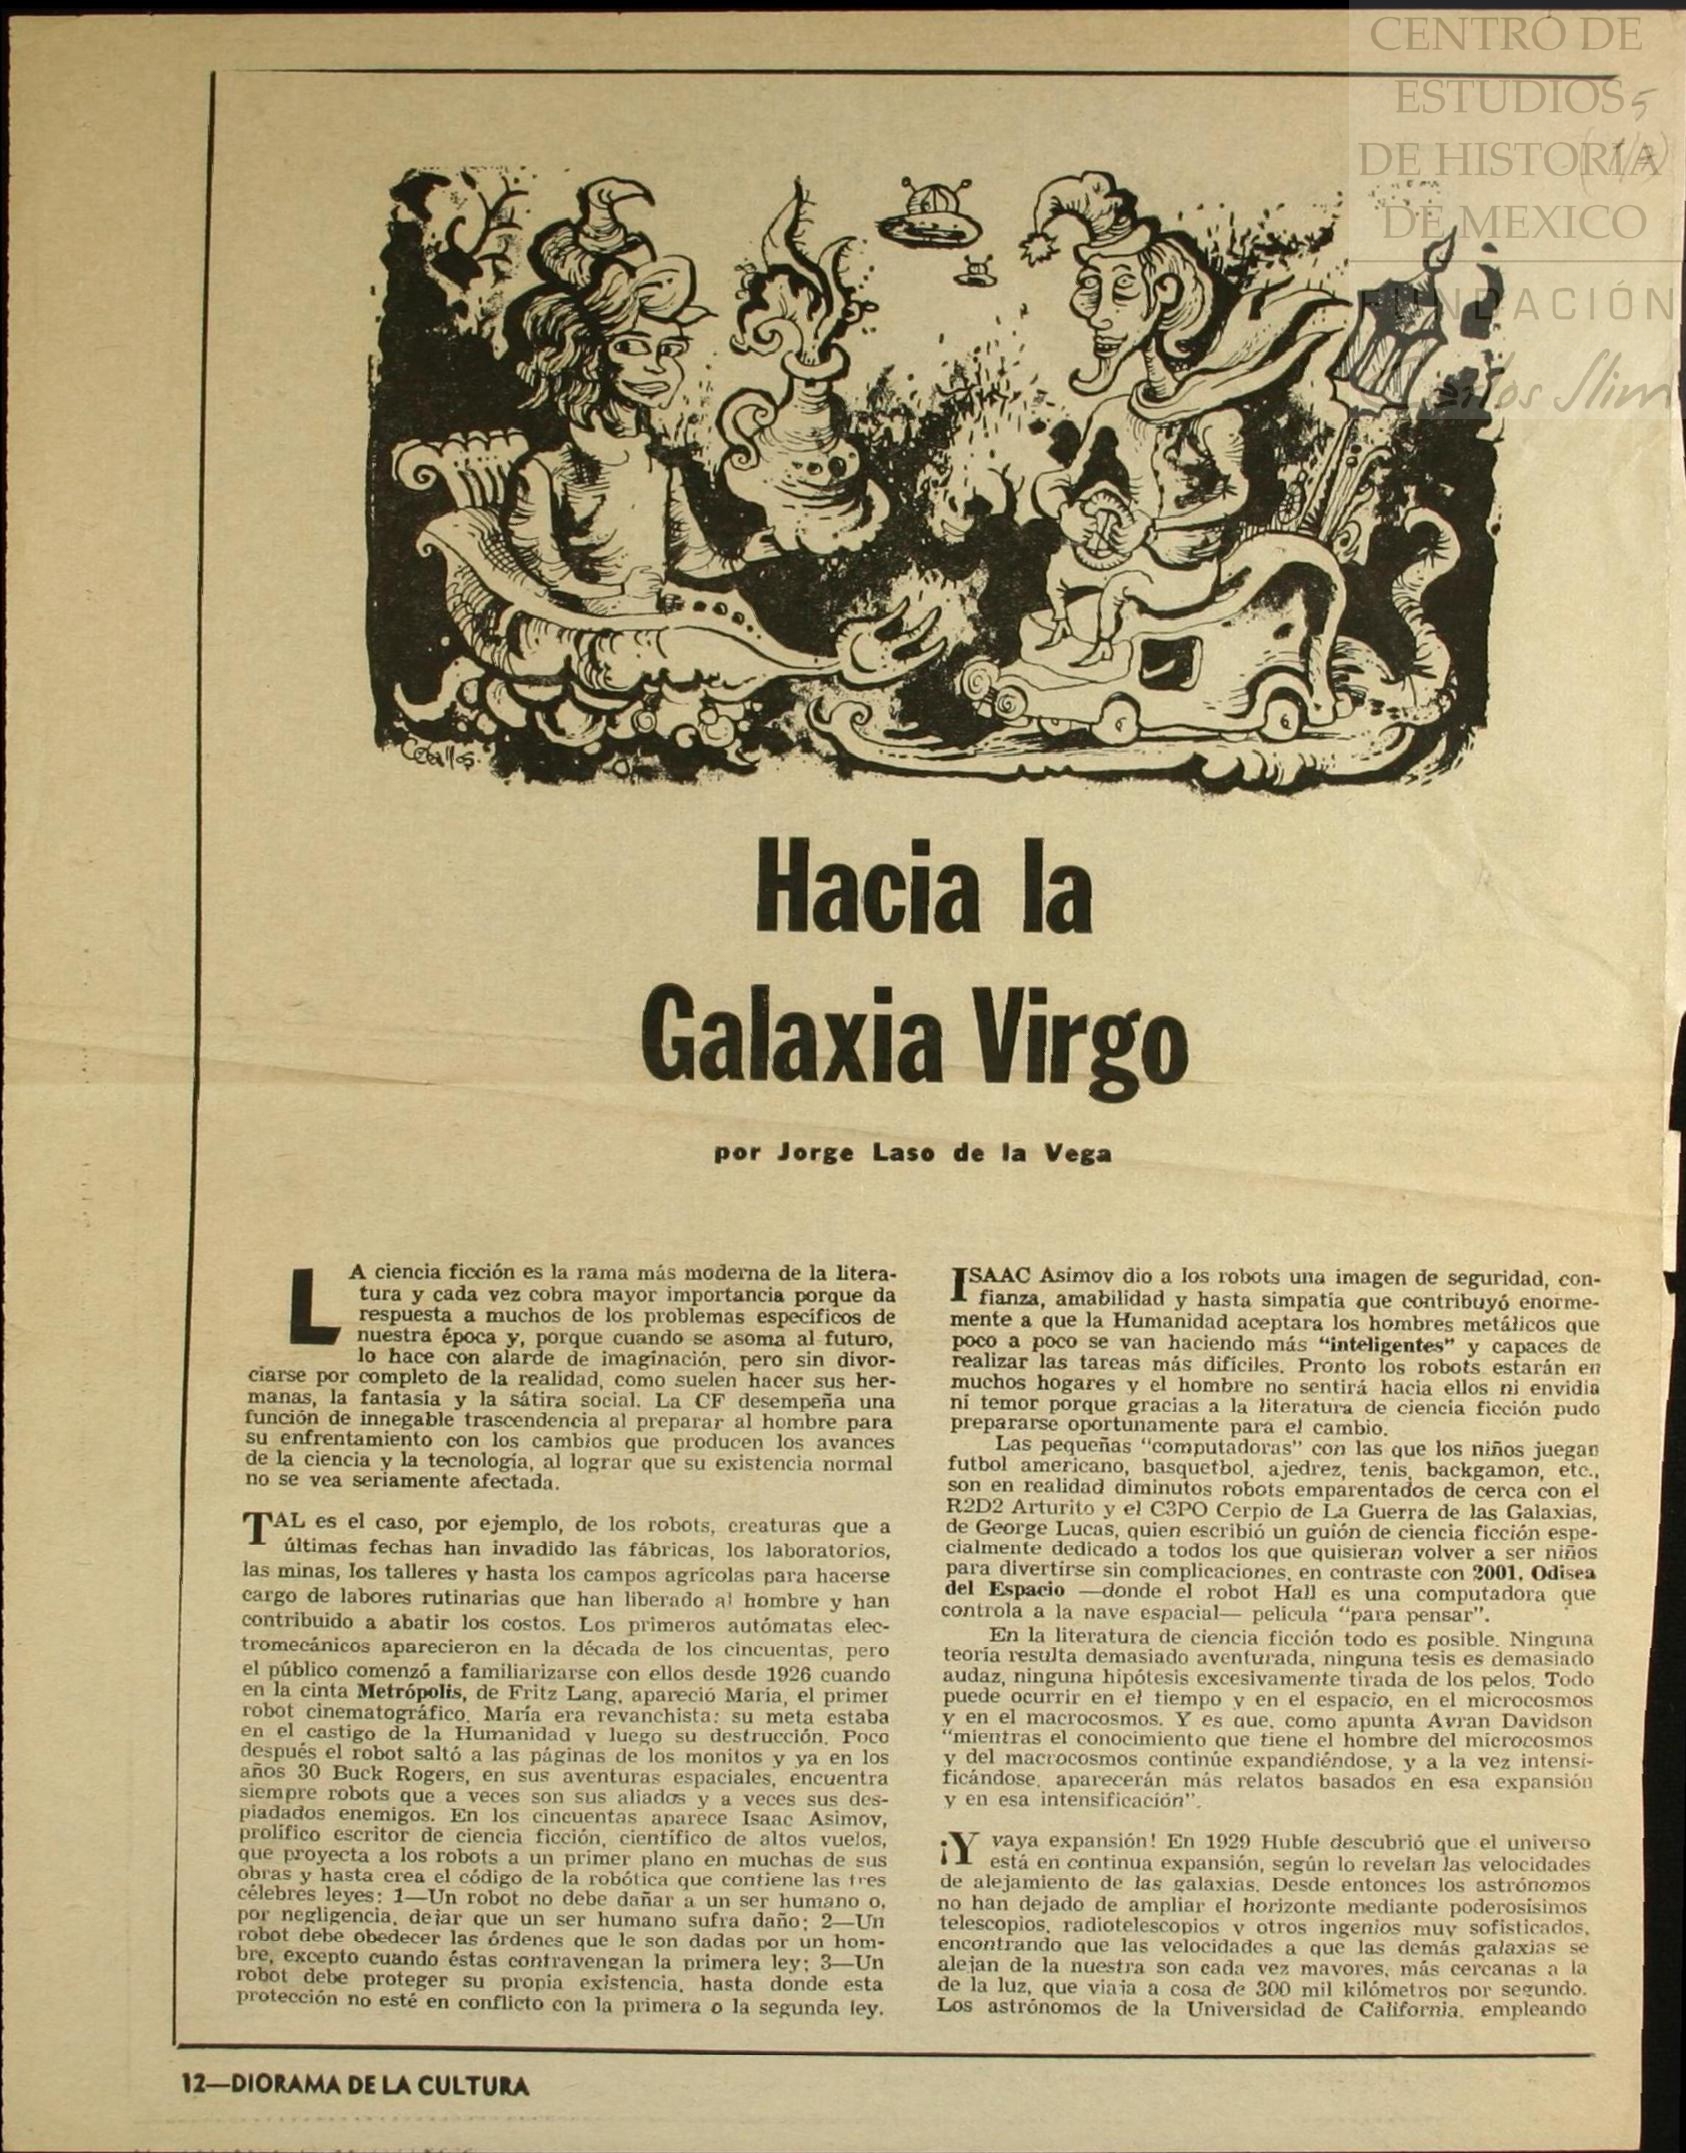 CENTRO DE
ESTUDIOS
DE HISTORIA
DE MEXICO
FUNDACIÓN
Carlos Slim
5
Ceballos
Hacia la
Galaxia Virgo
por Jorge Laso de la Vega
LA ciencia ficción es la rama más moderna de la litera-
tura y cada vez cobra mayor importancia porque da
respuesta a muchos de los problemas específicos de
nuestra época y, porque cuando se asoma al futuro,
lo hace con alarde de imaginación, pero sin divor-
ciarse por completo de la realidad, como suelen hacer sus her-
manas, la fantasía y la sátira social. La CF desempeña una
función de innegable trascendencia al preparar al hombre para
su enfrentamiento con los cambios que producen los avances
de la ciencia y la tecnología, al lograr que su existencia normal
no se vea seriamente afectada.
TAL es el caso, por ejemplo, de los robots, creaturas que a
últimas fechas han invadido las fábricas, los laboratorios,
las minas, los talleres y hasta los campos agrícolas para hacerse
cargo de labores rutinarias que han liberado al hombre y han
contribuido a abatir los costos. Los primeros autómatas elec-
tromecánicos aparecieron en la década de los cincuentas, pero
el público comenzó a familiarizarse con ellos desde 1926 cuando
en la cinta Metrópolis, de Fritz Lang, apareció María, el primer
robot cinematográfico. María era revanchista: su meta estaba
en el castigo de la Humanidad y luego su destrucción. Poco
después el robot saltó a las páginas de los monitos y ya en los
años 30 Buck Rogers, en sus aventuras espaciales, encuentra
siempre robots que a veces son sus aliados y a veces sus des-
piadados enemigos. En los cincuentas aparece Isaac Asimov,
prolífico escritor de ciencia ficción, científico de altos vuelos,
que proyecta a los robots a un primer plano en muchas de sus
obras y hasta crea el código de la robótica que contiene las tres
célebres leyes: 1—Un robot no debe dañar a un ser humano o,
por negligencia, dejar que un ser humano sufra daño; 2—Un
robot debe obedecer las órdenes que le son dadas por un hom-
bre, excepto cuando éstas contravengan la primera ley; 3—Un
robot debe proteger su propia existencia, hasta donde esta
protección no esté en conflicto con la primera o la segunda ley.
ISAAC Asimov dio a los robots una imagen de seguridad, con-
fianza, amabilidad y hasta simpatía que contribuyó enorme-
mente a que la Humanidad aceptara los hombres metálicos que
poco a poco se van haciendo más "inteligentes" y capaces de
realizar las tareas más difíciles. Pronto los robots estarán en
muchos hogares y el hombre no sentirá hacia ellos ni envidia
ni temor porque gracias a la literatura de ciencia ficción pudo
prepararse oportunamente para el cambio.
Las pequeñas "computadoras" con las que los niños juegan
futbol americano, basquetbol, ajedrez, tenis, backgamon, etc.,
son en realidad diminutos robots emparentados de cerca con el
R2D2 Arturito y el C3PO Cerpio de La Guerra de las Galaxias,
de George Lucas, quien escribió un guión de ciencia ficción espe-
cialmente dedicado a todos los que quisieran volver a ser niños
para divertirse sin complicaciones, en contraste con 2001, Odisea
del Espacio —donde el robot Hall es una computadora que
controla a la nave espacial— película "para pensar".
En la literatura de ciencia ficción todo es posible. Ninguna
teoría resulta demasiado aventurada, ninguna tesis es demasiado
audaz, ninguna hipótesis excesivamente tirada de los pelos. Todo
puede ocurrir en el tiempo y en el espacio, en el microcosmos
y en el macrocosmos. Y es que, como apunta Avran Davidson
"mientras el conocimiento que tiene el hombre del microcosmos
y del macrocosmos continúe expandiéndose, y a la vez intensi-
ficándose, aparecerán más relatos basados en esa expansión
y en esa intensificación".
¡Y vaya expansión! En 1929 Huble descubrió que el universo
está en continua expansión, según lo revelan las velocidades
de alejamiento de las galaxias. Desde entonces los astrónomos
no han dejado de ampliar el horizonte mediante poderosísimos
telescopios, radiotelescopios y otros ingenios muy sofisticados,
encontrando que las velocidades a que las demás galaxias se
alejan de la nuestra son cada vez mayores, más cercanas a la
de la luz, que viaja a cosa de 300 mil kilómetros por segundo.
Los astrónomos de la Universidad de California, empleando
12—DIORAMA DE LA CULTURA